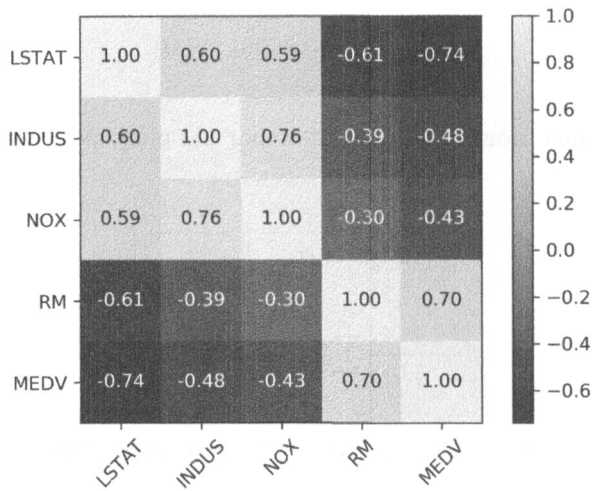 LSTAT 1.00 0.60 0.59 -0.61 -0.74
INDUS 0.60 1.00 0.76 -0.39 -0.48
NOX 0.59 0.76 1.00 -0.30 -0.43
RM -0.61 -0.39 -0.30 1.00 0.70
MEDV -0.74 -0.48 -0.43 0.70 1.00
LSTAT INDUS NOX RM MEDV
1.0
0.8
0.6
0.4
0.2
0.0
−0.2
−0.4
−0.6